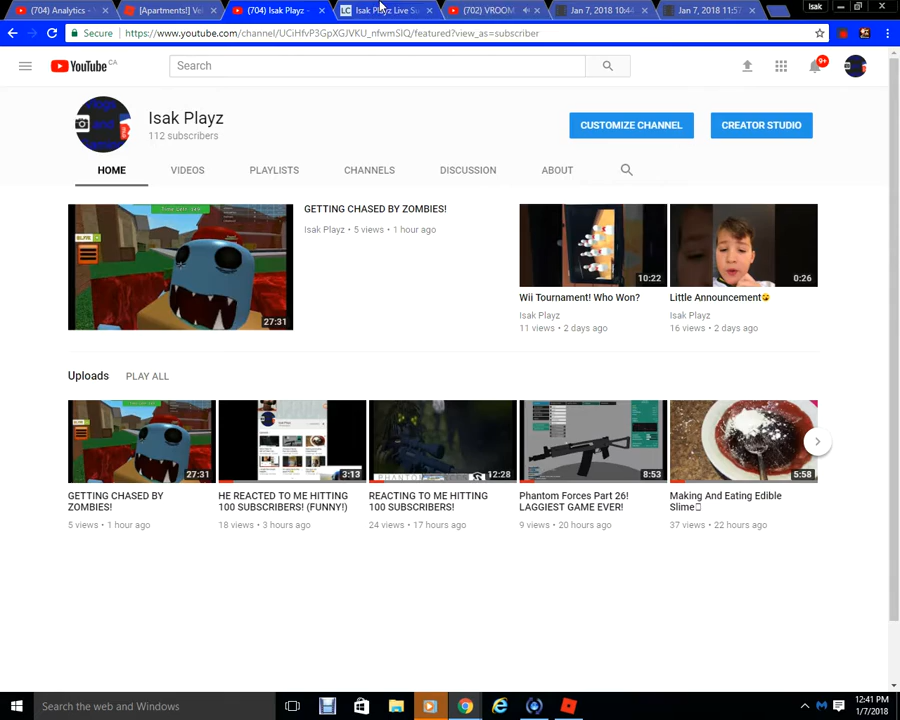 (704) Analytics -
[Apartments!] Ve
(704) Isak Playz -
LC Isak Playz Live Su
(702) VROOM
Jan 7, 2018 10:44
Jan 7, 2018 11:57
Isak
Secure https://www.youtube.com/channel/UCiHfvP3GpXGJVKU_nfwmSlQ/featured?view_as=subscriber
YouTube CA
Search
9+
Isak Playz
112 subscribers
CUSTOMIZE CHANNEL
CREATOR STUDIO
HOME VIDEOS PLAYLISTS CHANNELS DISCUSSION ABOUT
27:31
GETTING CHASED BY ZOMBIES!
Isak Playz • 5 views • 1 hour ago
10:22
Wii Tournament! Who Won?
Isak Playz
11 views • 2 days ago
0:26
Little Announcement😮
Isak Playz
16 views • 2 days ago
Uploads PLAY ALL
27:31
GETTING CHASED BY
ZOMBIES!
5 views • 1 hour ago
3:13
HE REACTED TO ME HITTING
100 SUBSCRIBERS! (FUNNY!)
18 views • 3 hours ago
12:28
REACTING TO ME HITTING
100 SUBSCRIBERS!
24 views • 17 hours ago
8:53
Phantom Forces Part 26!
LAGGIEST GAME EVER!
9 views • 20 hours ago
5:58
Making And Eating Edible
Slime
37 views • 22 hours ago
Search the web and Windows
12:41 PM
1/7/2018